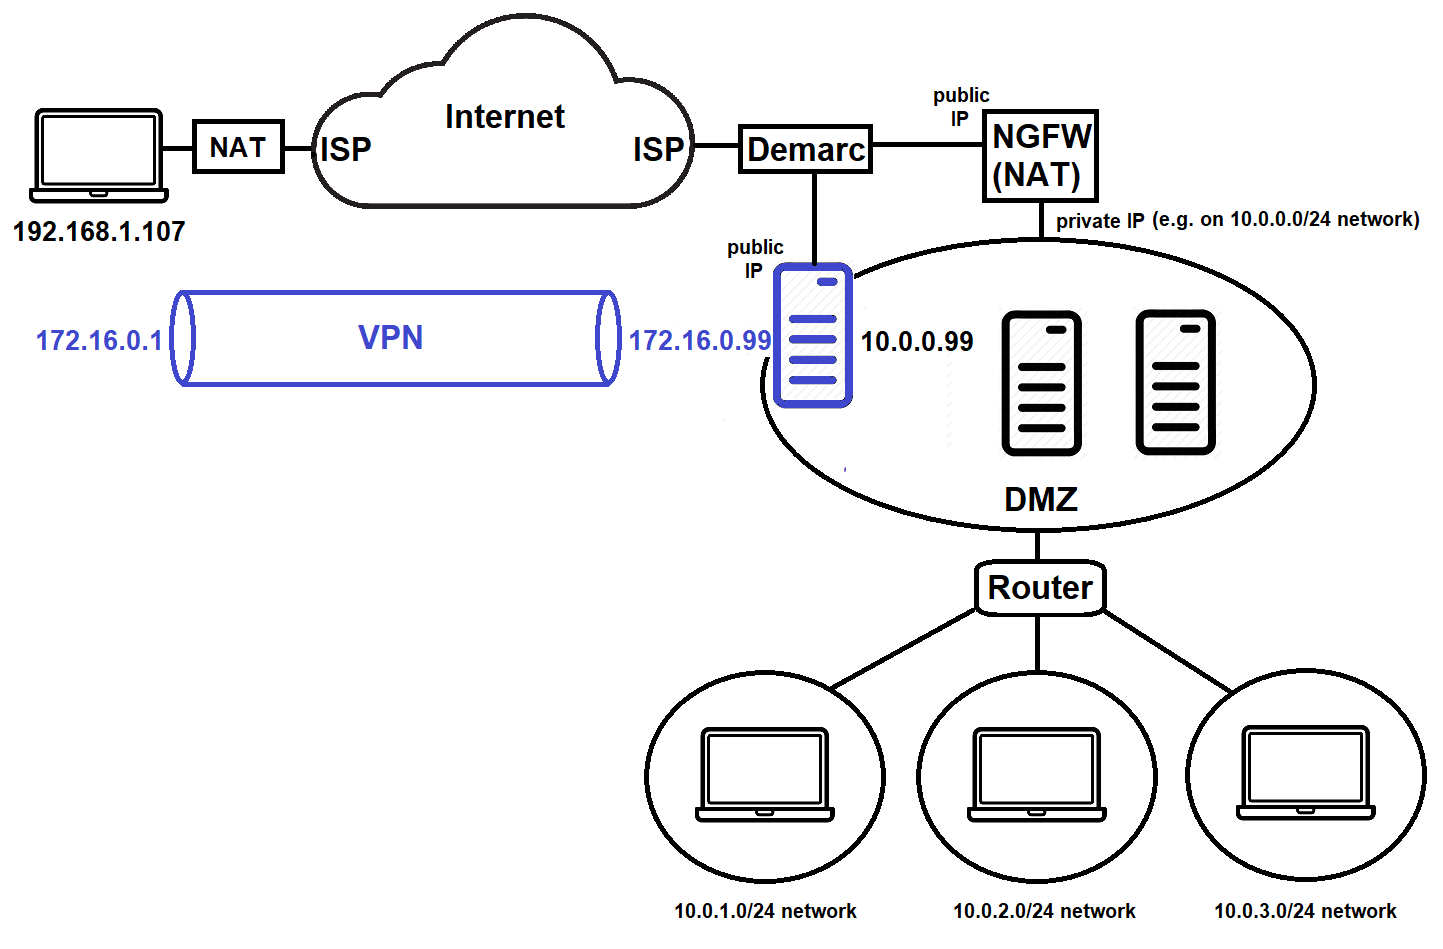 Internet
public
IP
NGFW
(NAT)
NAT
ISP
ISP
Demarc
192.168.1.107
private IP (e.g. on 10.0.0.0/24 network)
public
IP
172.16.0.1
VPN
172.16.0.99
10.0.0.99
DMZ
Router
10.0.1.0/24 network
10.0.2.0/24 network
10.0.3.0/24 network